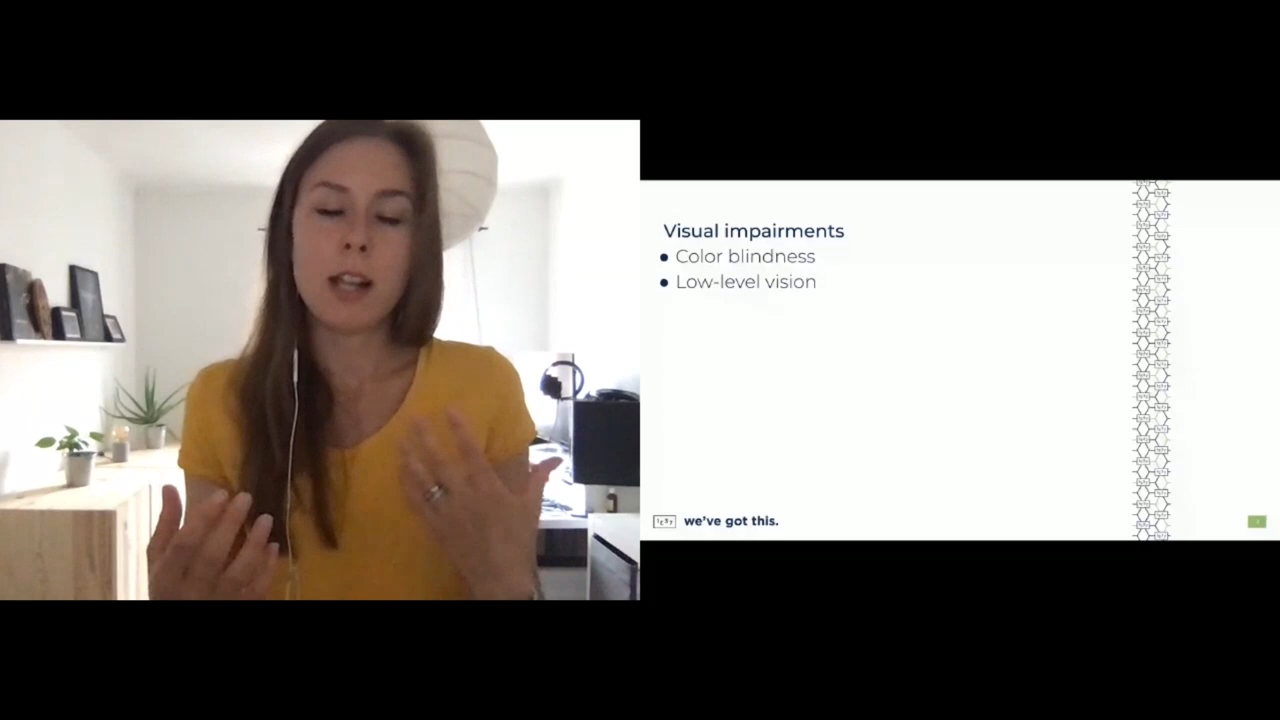 Visual impairments
Color blindness
Low-level vision
we've got this.